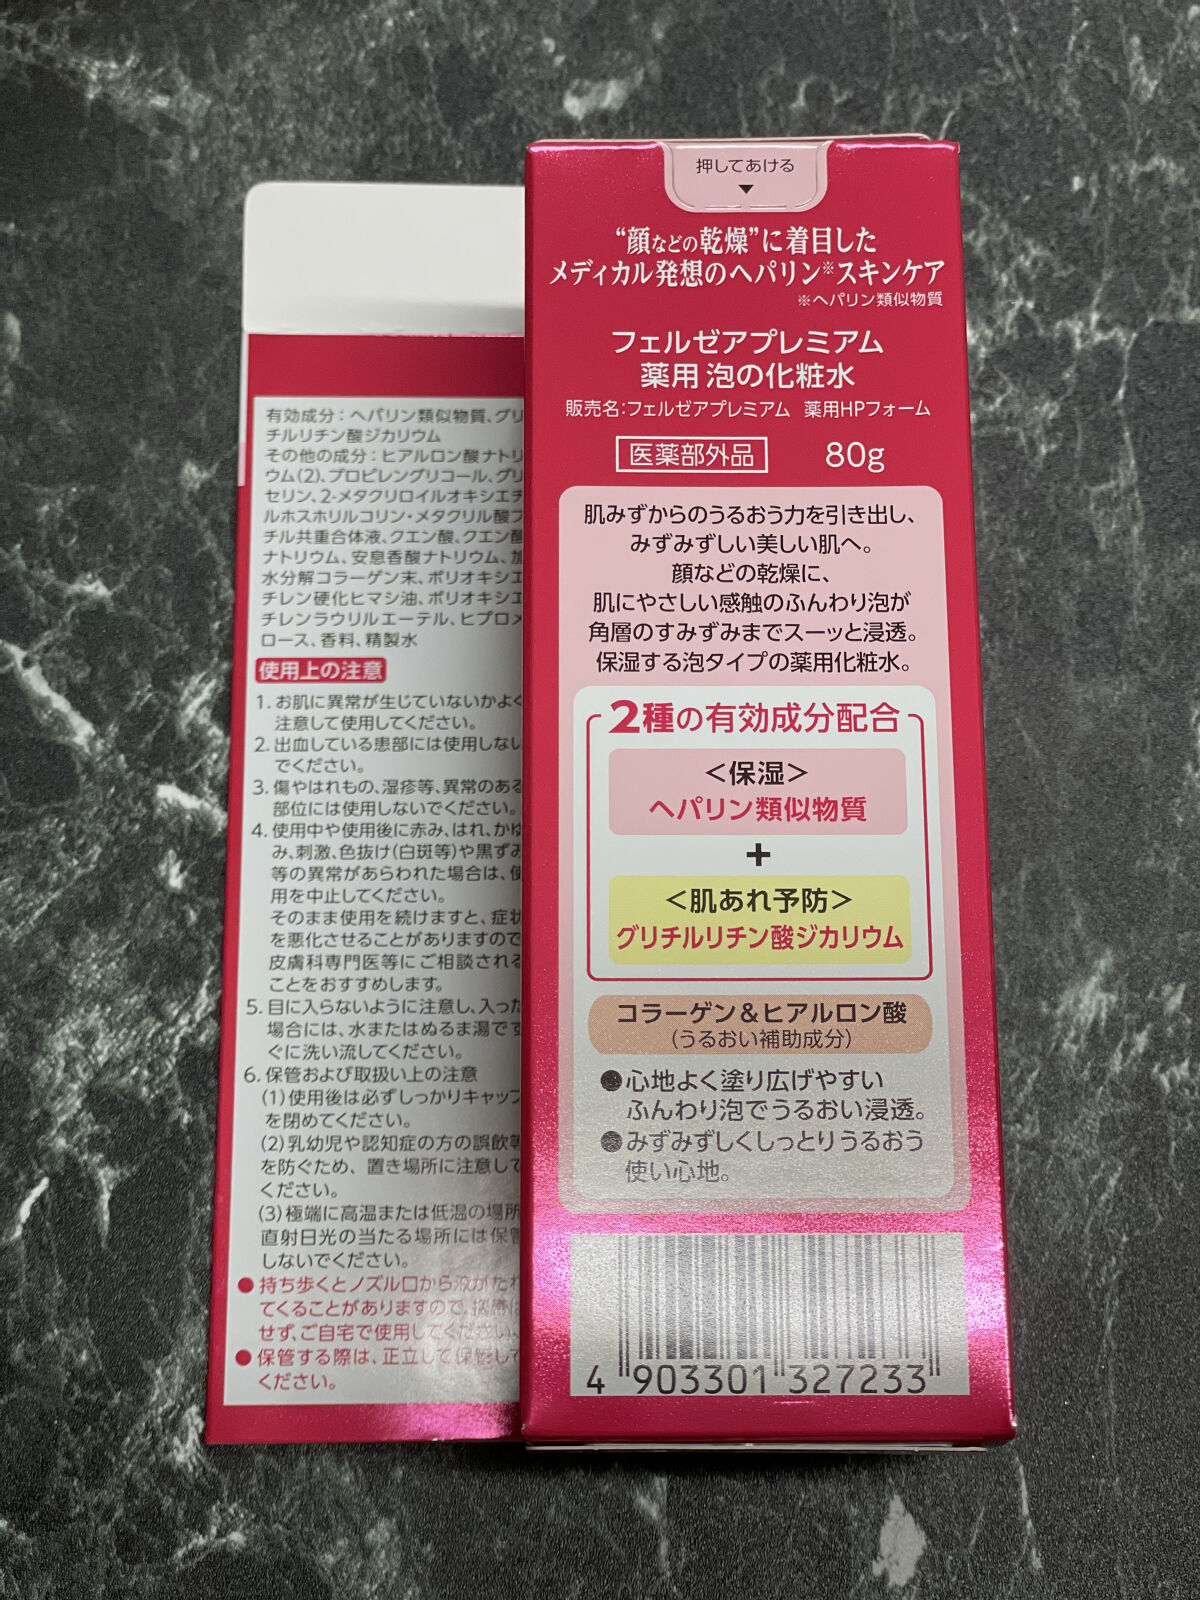 押してあける
▼
“顔などの乾燥”に着目した
メディカル発想のヘパリン※スキンケア
※ヘパリン類似物質
フェルゼアプレミアム
薬用 泡の化粧水
販売名:フェルゼアプレミアム 薬用HPフォーム
医薬部外品 80g
肌みずからのうるおう力を引き出し、
みずみずしい美しい肌へ。
顔などの乾燥に、
肌にやさしい感触のふんわり泡が
角層のすみずみまでスーッと浸透。
保湿する泡タイプの薬用化粧水。
2種の有効成分配合
<保湿>
ヘパリン類似物質
+
<肌あれ予防>
グリチルリチン酸ジカリウム
コラーゲン&ヒアルロン酸
(うるおい補助成分)
●心地よく塗り広げやすい
ふんわり泡でうるおい浸透。
●みずみずしくしっとりうるおう
使い心地。
4 903301 327233
有効成分:ヘパリン類似物質、グリ
チルリチン酸ジカリウム
その他の成分:ヒアルロン酸ナトリ
ウム(2)、プロピレングリコール、グリ
セリン、2-メタクリロイルオキシエチ
ルホスホリルコリン・メタクリル酸ブ
チル共重合体液、クエン酸、クエン酸
ナトリウム、安息香酸ナトリウム、加
水分解コラーゲン末、ポリオキシエ
チレン硬化ヒマシ油、ポリオキシエ
チレンラウリルエーテル、ヒプロメ
ロース、香料、精製水
使用上の注意
1. お肌に異常が生じていないかよく
注意して使用してください。
2. 出血している患部には使用しない
でください。
3. 傷やはれもの、湿疹等、異常のある
部位には使用しないでください。
4. 使用中や使用後に赤み、はれ、かゆ
み、刺激、色抜け(白斑等)や黒ずみ
等の異常があらわれた場合は、使
用を中止してください。
そのまま使用を続けますと、症状
を悪化させることがありますので
皮膚科専門医等にご相談される
ことをおすすめします。
5. 目に入らないように注意し、入った
場合には、水またはぬるま湯です
ぐに洗い流してください。
6. 保管および取扱い上の注意
(1)使用後は必ずしっかりキャップ
を閉めてください。
(2)乳幼児や認知症の方の誤飲等
を防ぐため、置き場所に注意して
ください。
(3)極端に高温または低温の場所
直射日光の当たる場所には保管
しないでください。
●持ち歩くとノズル口から液がたれ
てくることがありますので、携帯は
せず、ご自宅で使用してください。
●保管する際は、正立して保管して
ください。